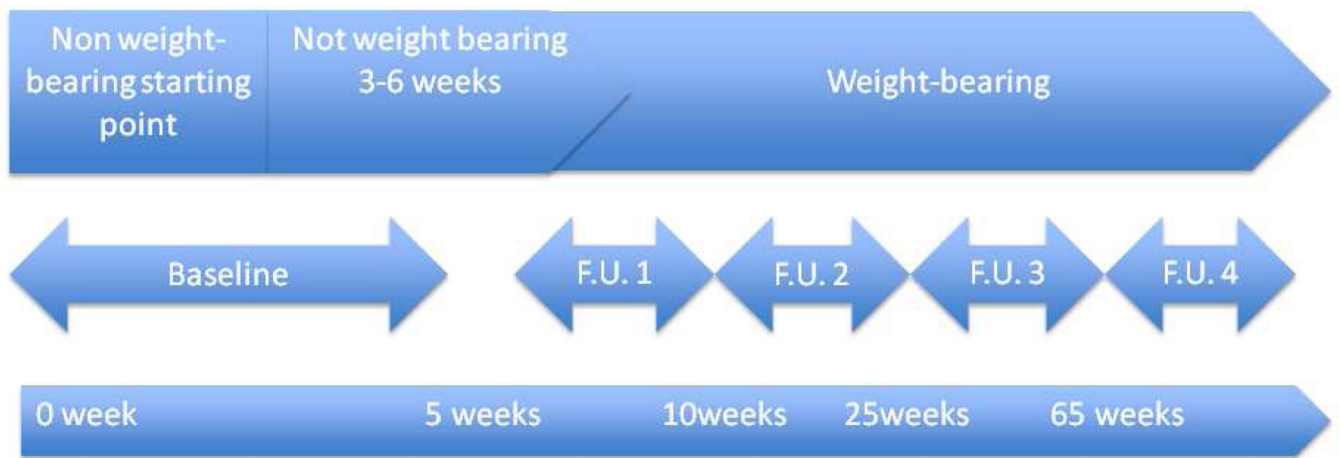 Non weight-
bearing starting
point
Not weight bearing
3-6 weeks
Weight-bearing
Baseline
F.U. 1
F.U. 2
F.U. 3
F.U. 4
0 week
5 weeks
10weeks
25weeks
65 weeks